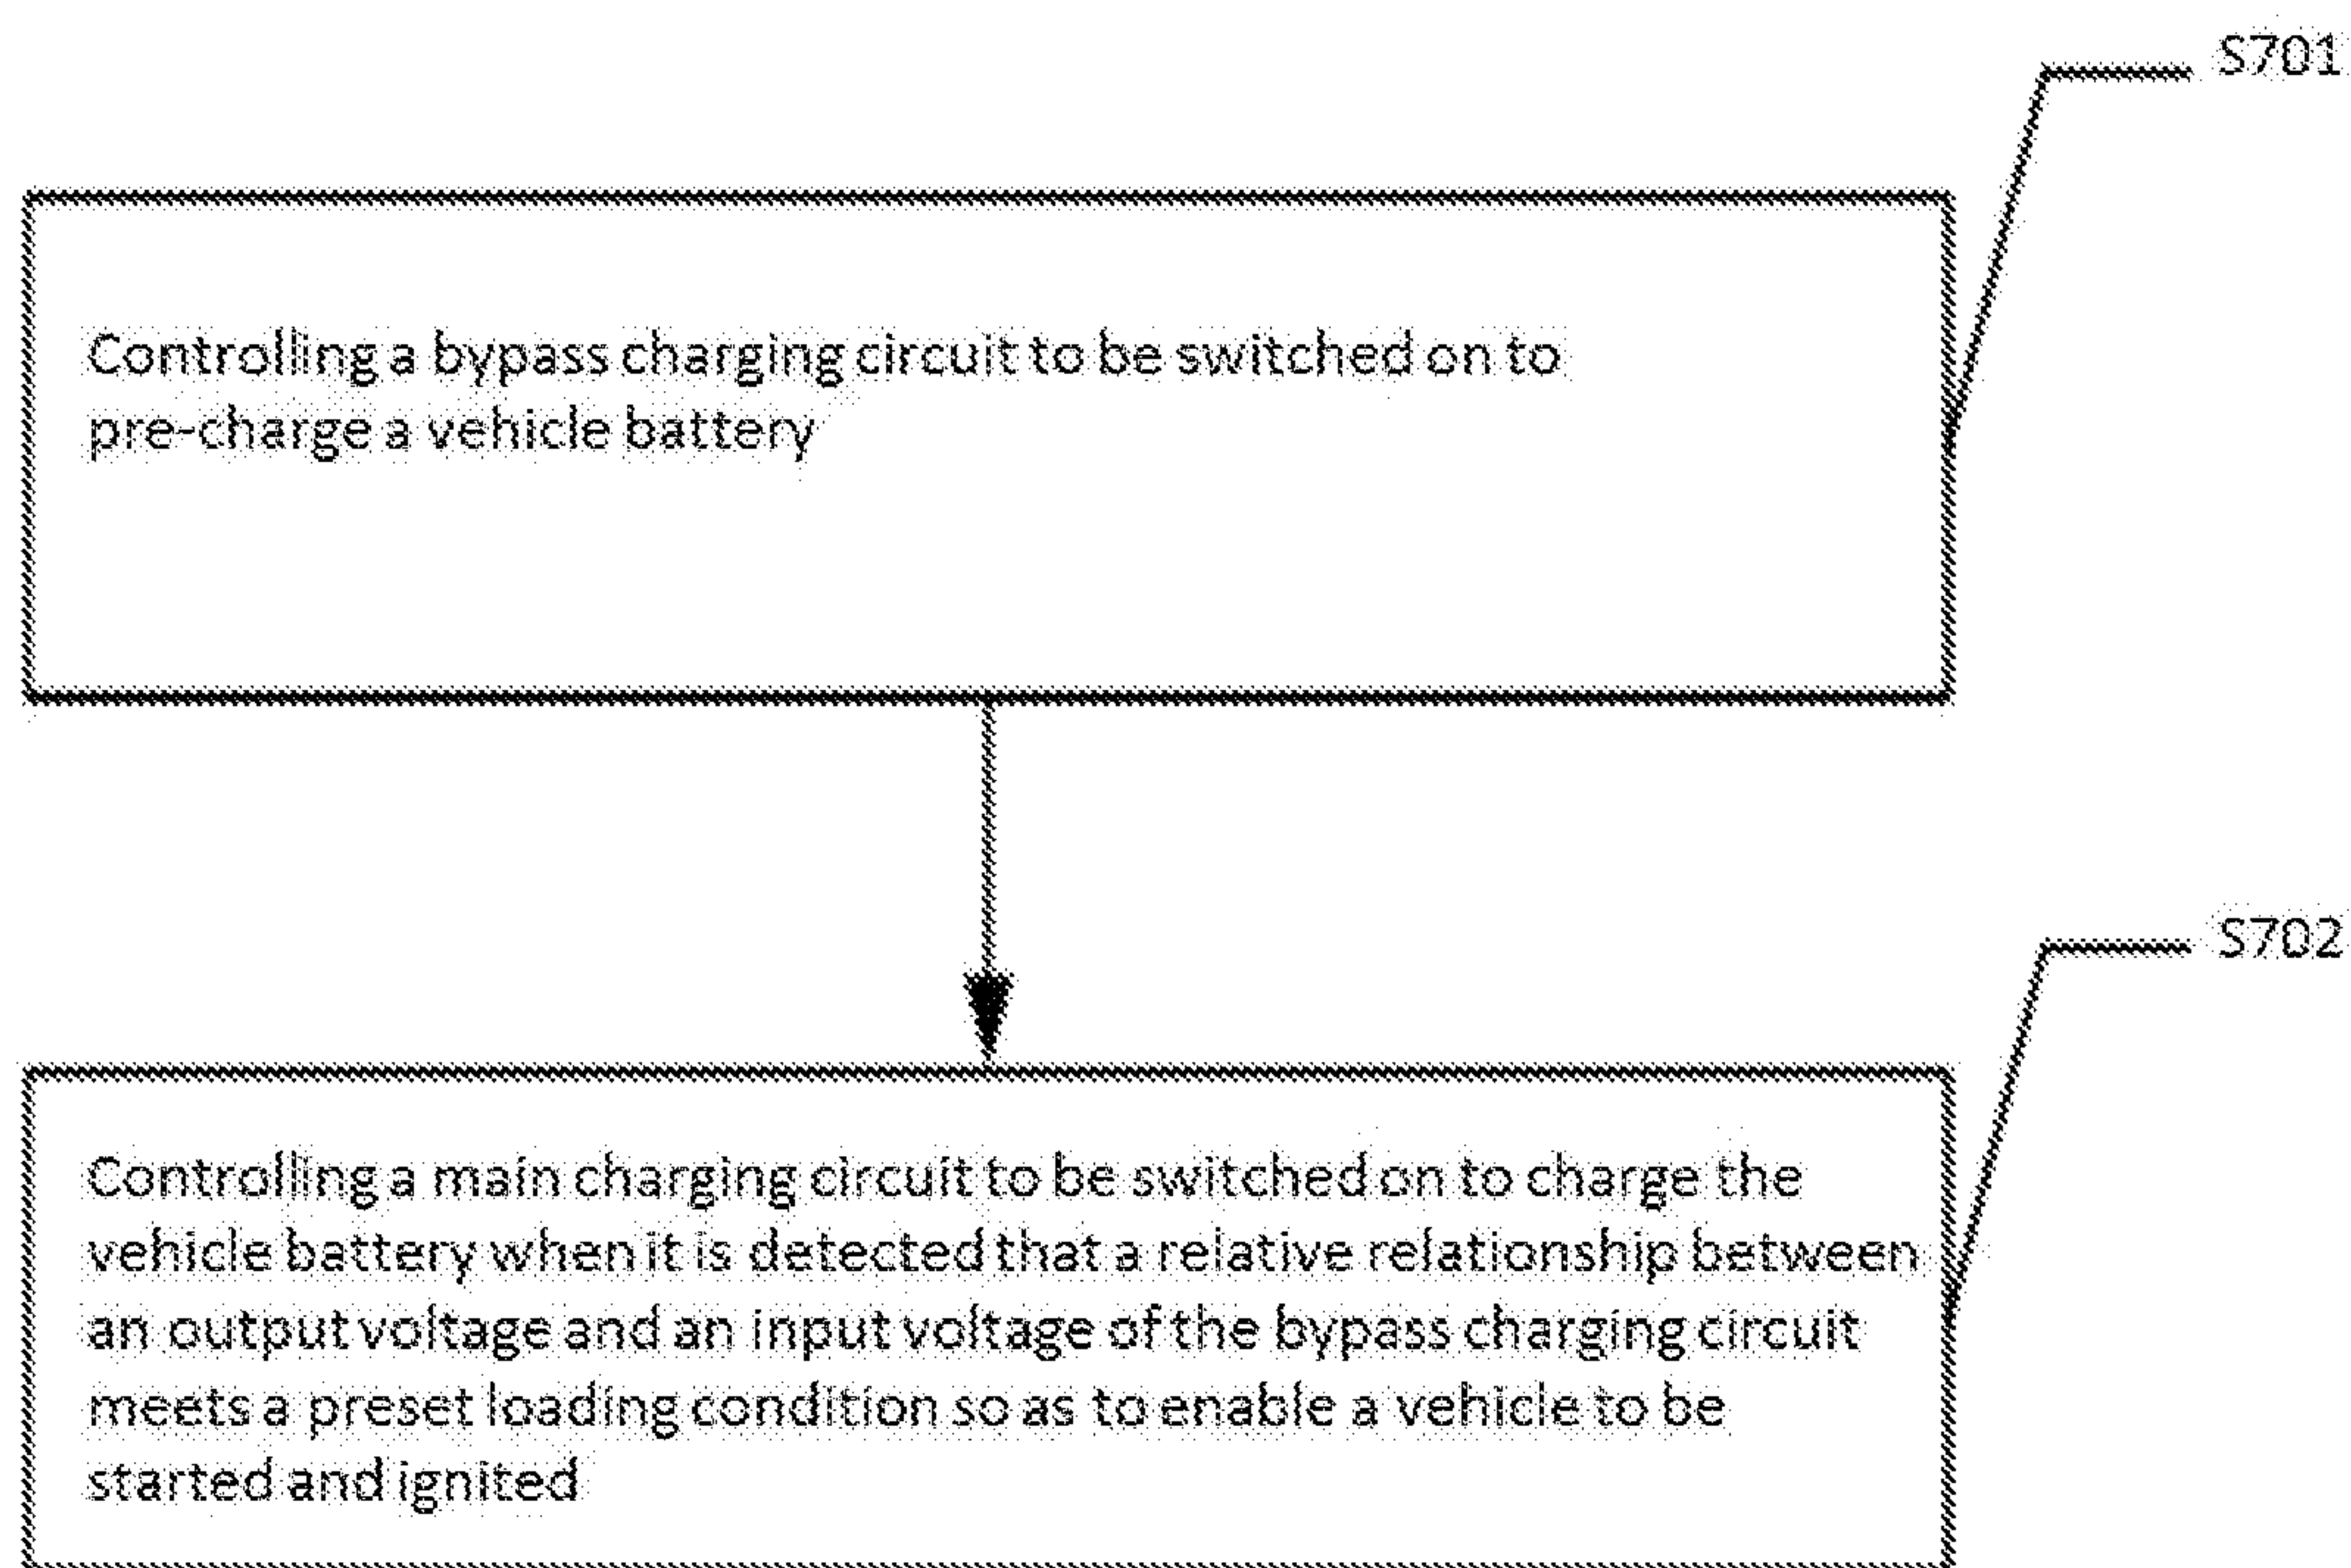 S701
Controlling a bypass charging circuit to be switched on to
pre-charge a vehicle battery
S702
Controlling a main charging circuit to be switched on to charge the
vehicle battery when it is detected that a relative relationship between
an output voltage and an input voltage of the bypass charging circuit
meets a preset loading condition so as to enable a vehicle to be
started and ignited